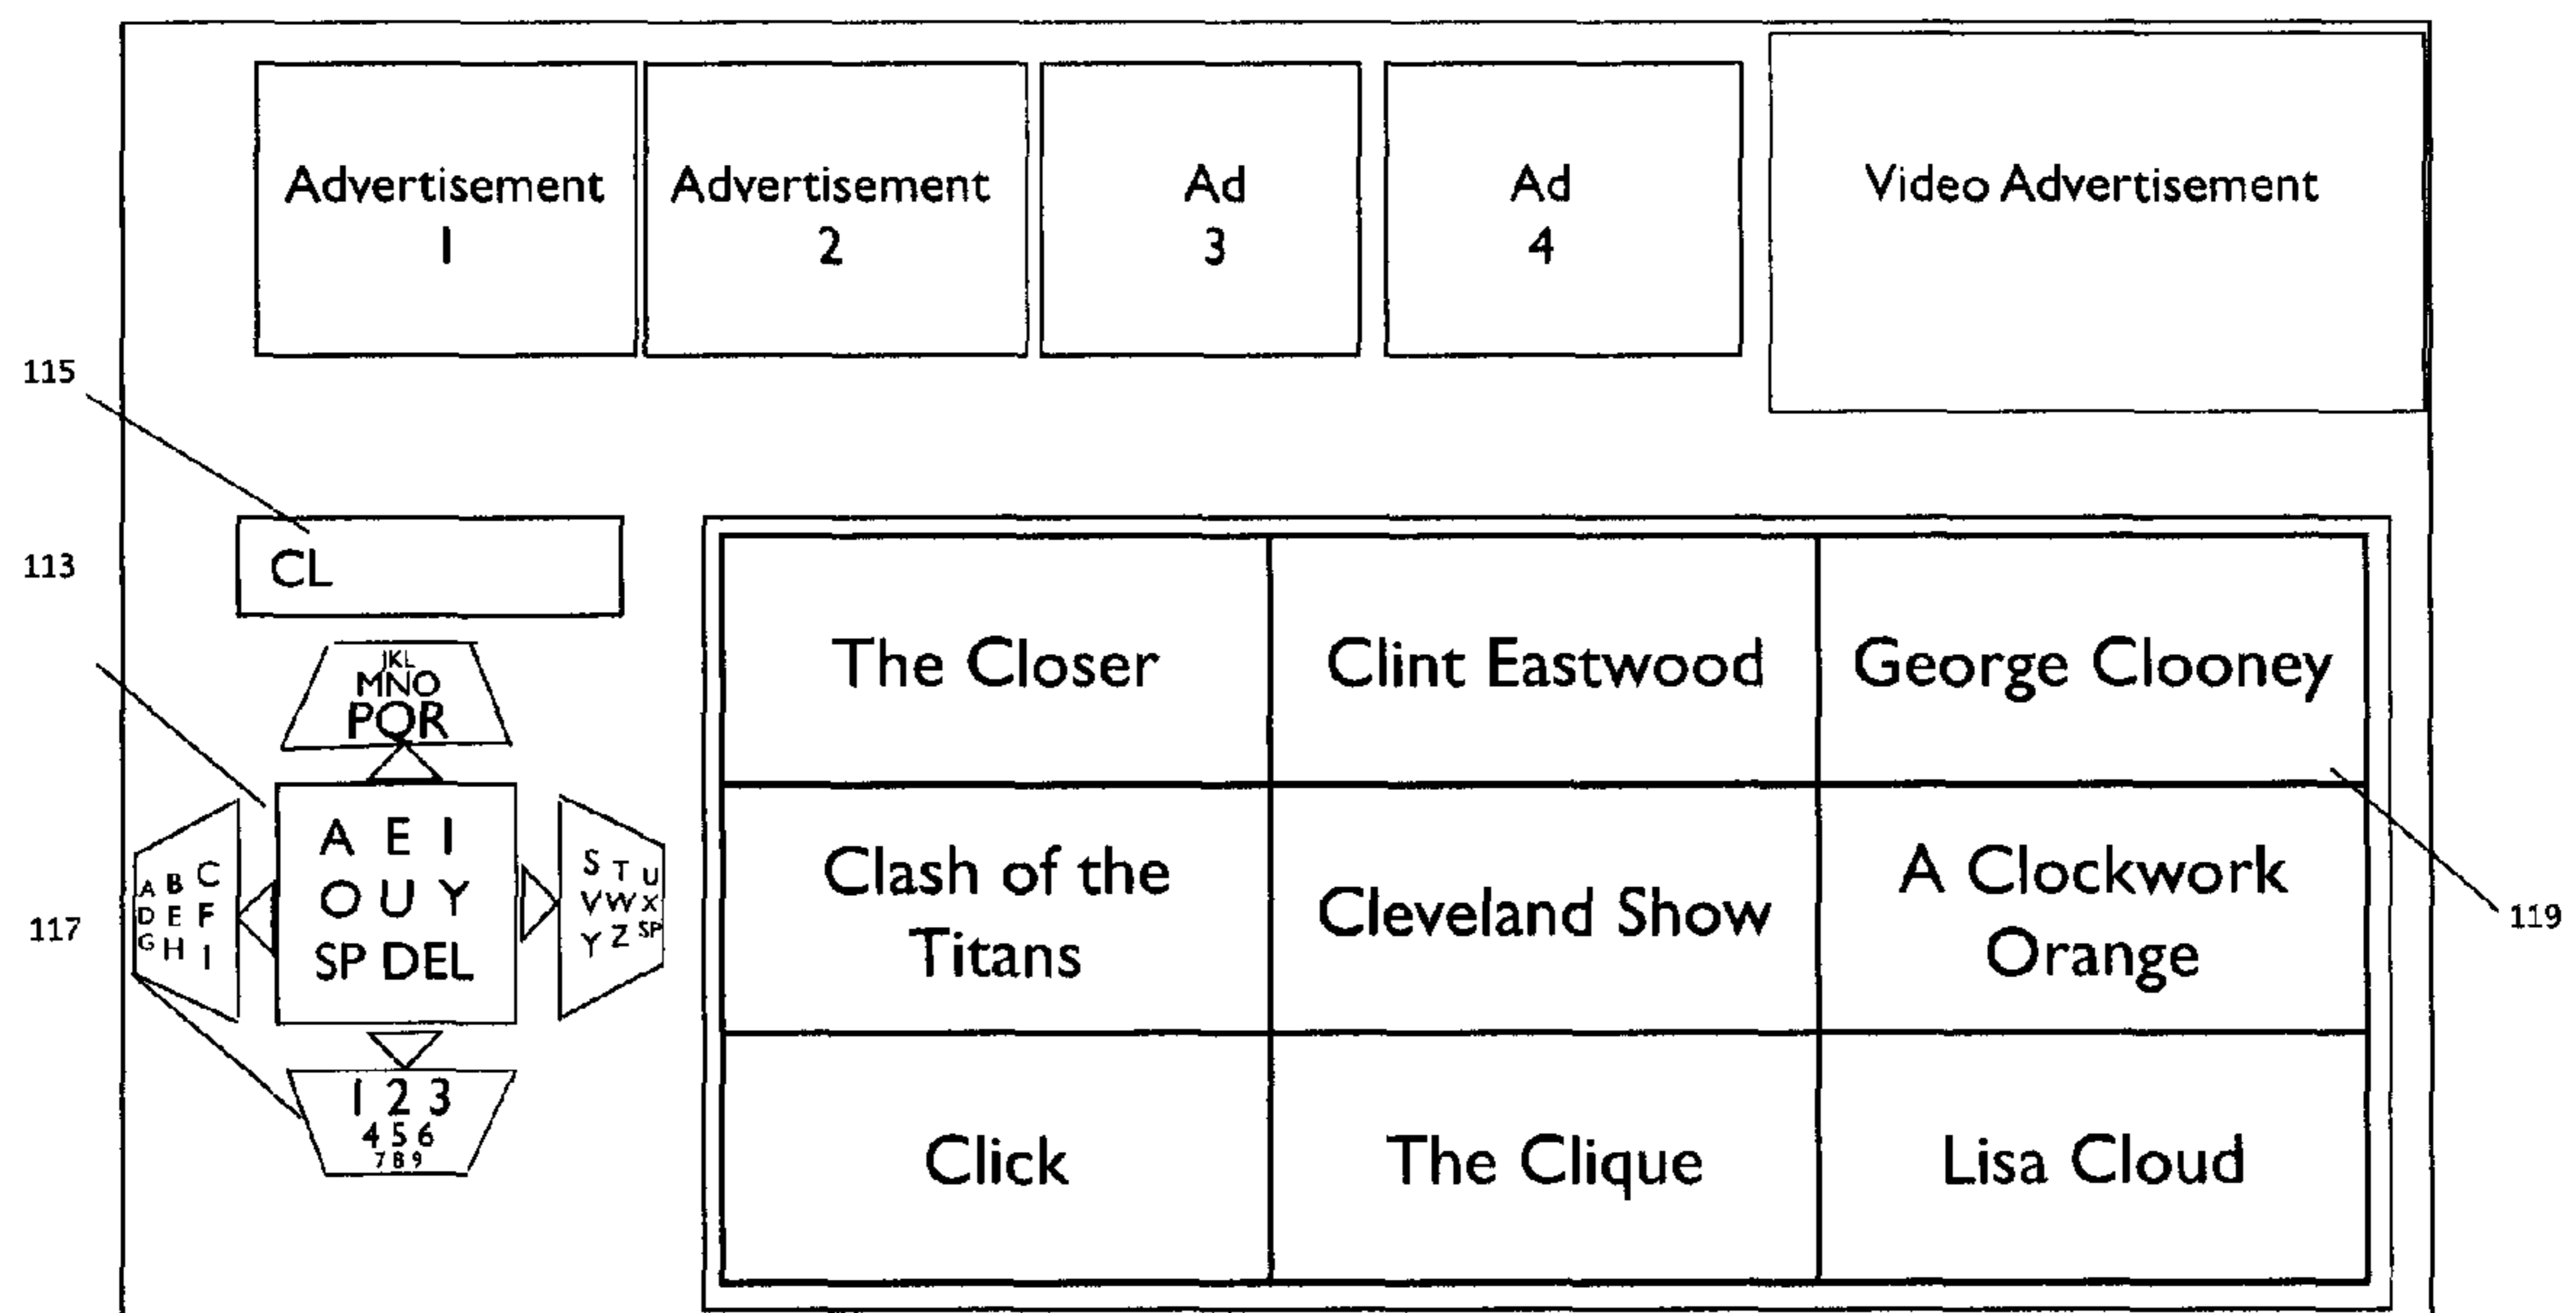 Advertisement
1
Advertisement
2
Ad
3
Ad
4
Video Advertisement
115
CL
113
JKL
MNO
PQR
A B C
D E F
G H I
A E I
O U Y
SP DEL
S T U
V W X
Y Z SP
117
1 2 3
4 5 6
7 8 9
The Closer
Clint Eastwood
George Clooney
Clash of the
Titans
Cleveland Show
A Clockwork
Orange
Click
The Clique
Lisa Cloud
119